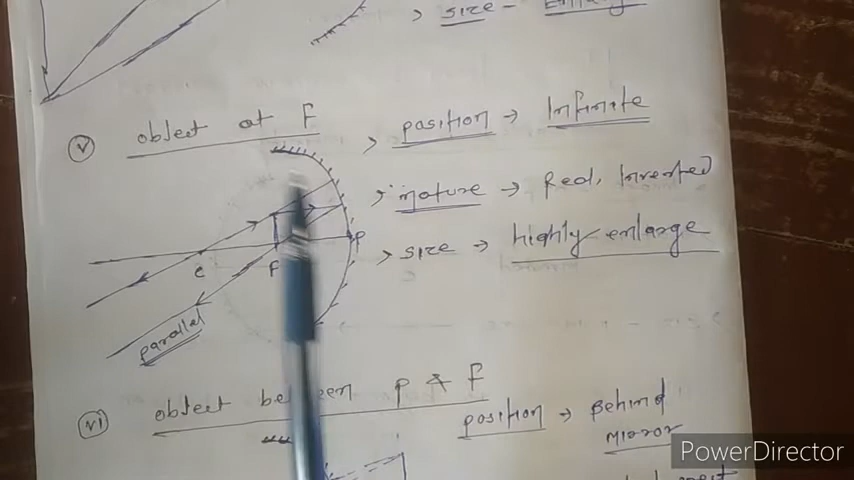 > size - Enlarg
(v) object at F
> position → Infinite
> nature → Real, Inverted
> size → highly enlarge
C F P
parallel
(vi) object between P & F
position → Behind
Mirror
PowerDirector